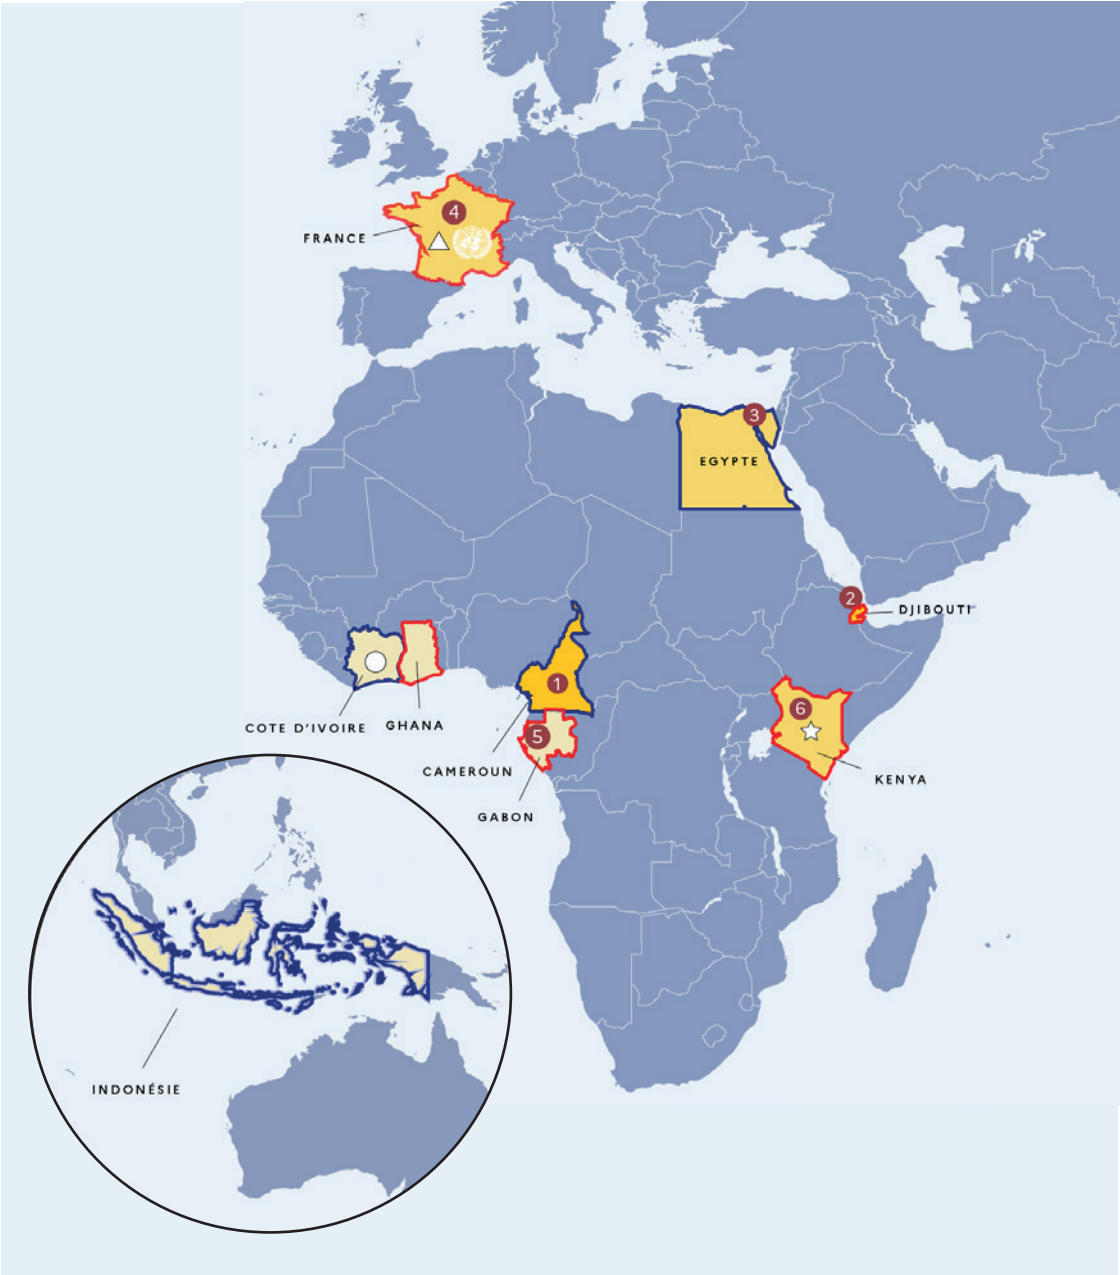 4
FRANCE
3
EGYPTE
2
DJIBOUTI
1
6
5
COTE D'IVOIRE
GHANA
CAMEROUN
KENYA
GABON
INDONÉSIE